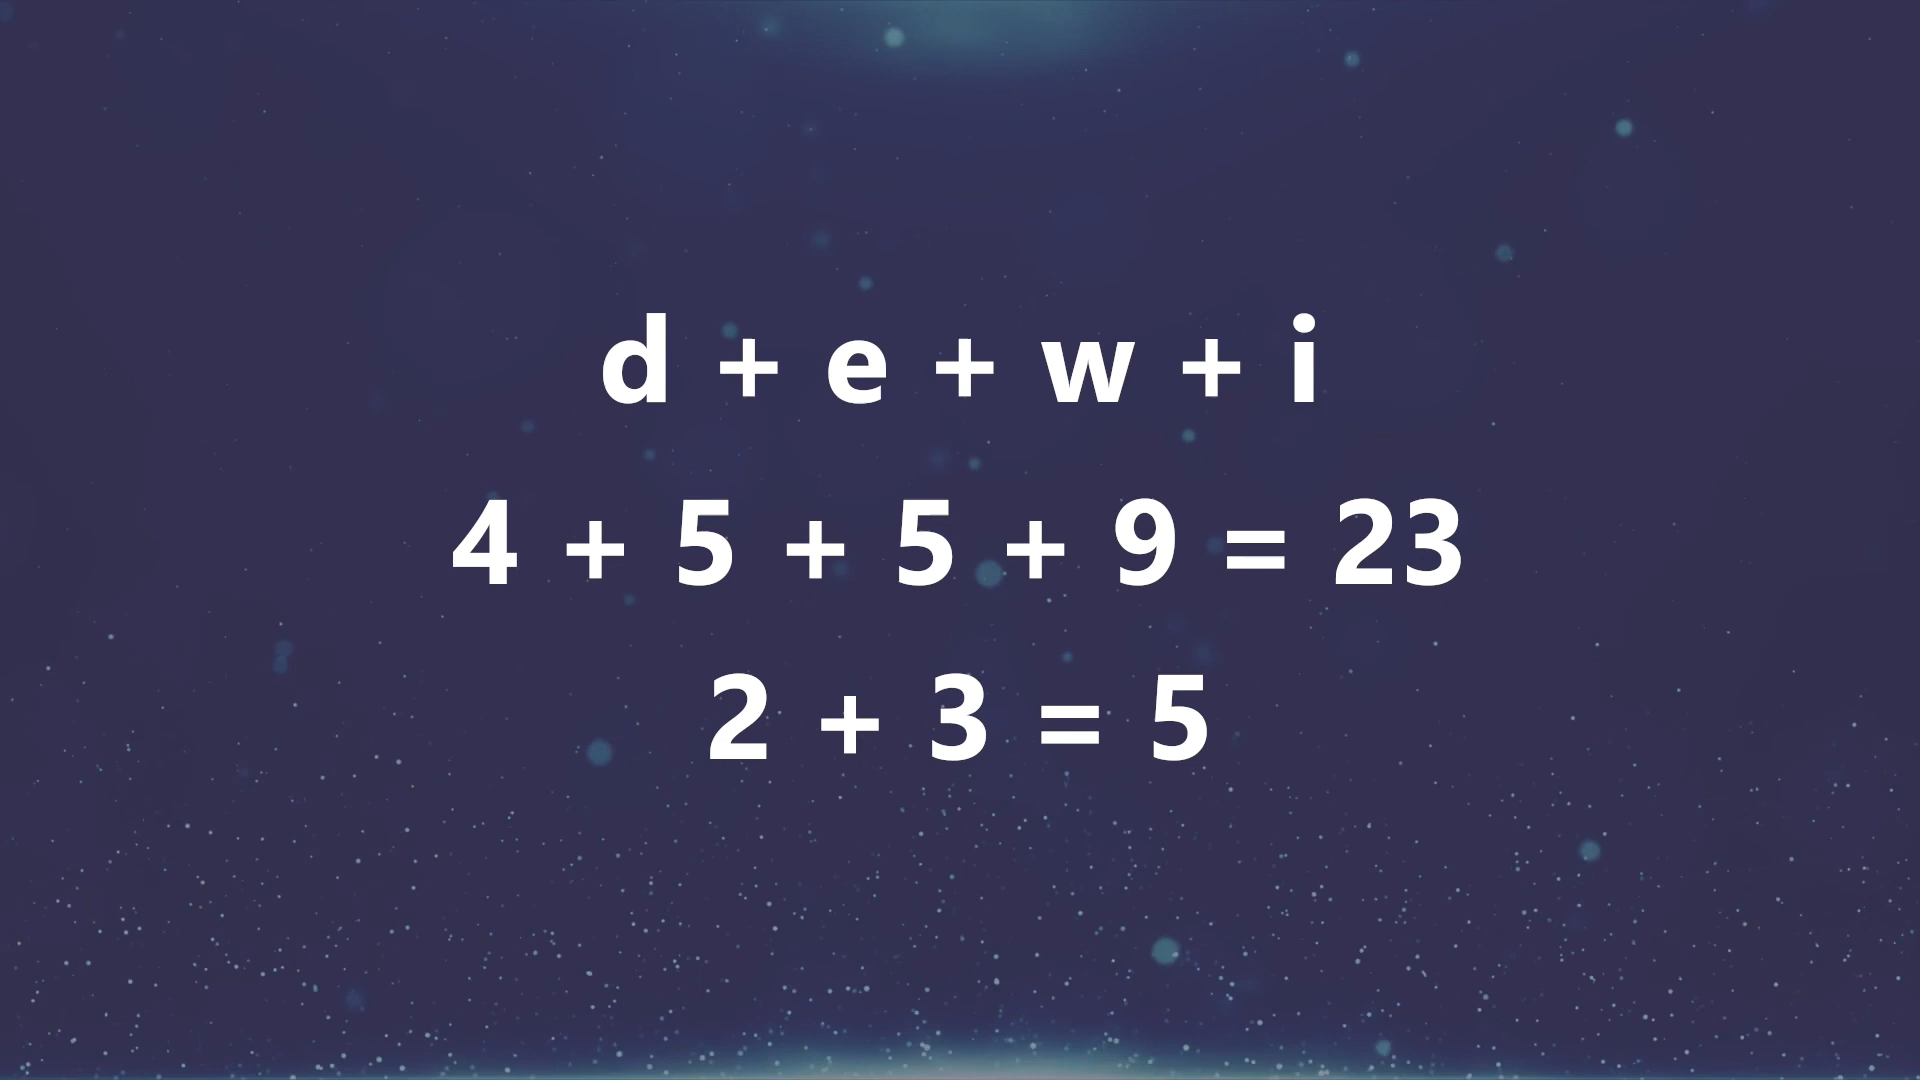 d + e + w + i
4 + 5 + 5 + 9 = 23
2 + 3 = 5